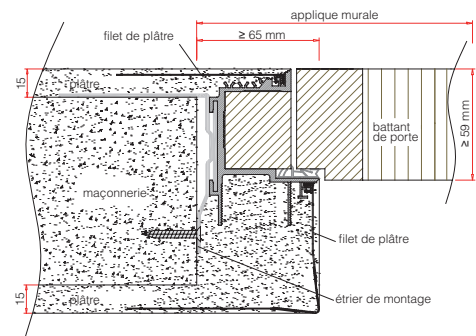 applique murale
filet de plâtre
≥ 65 mm
15
plâtre
battant
de porte
≥ 59 mm
maçonnerie
filet de plâtre
15
plâtre
étrier de montage